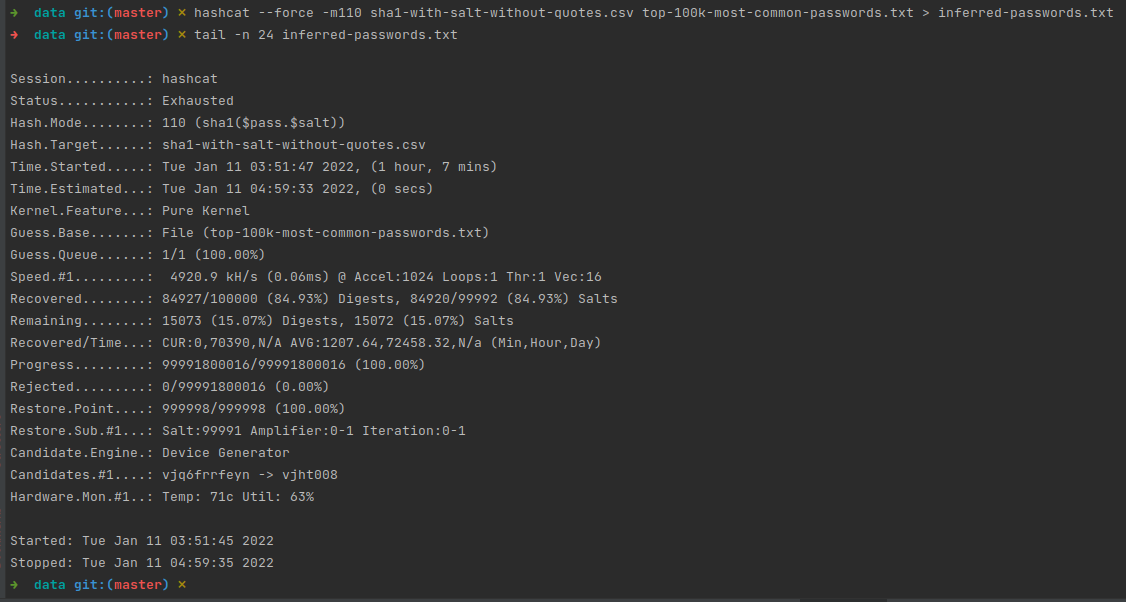 ➜  data git:(master) ✗ hashcat --force -m110 sha1-with-salt-without-quotes.csv top-100k-most-common-passwords.txt > inferred-passwords.txt
➜  data git:(master) ✗ tail -n 24 inferred-passwords.txt
Session..........: hashcat
Status...........: Exhausted
Hash.Mode........: 110 (sha1($pass.$salt))
Hash.Target......: sha1-with-salt-without-quotes.csv
Time.Started.....: Tue Jan 11 03:51:47 2022, (1 hour, 7 mins)
Time.Estimated...: Tue Jan 11 04:59:33 2022, (0 secs)
Kernel.Feature...: Pure Kernel
Guess.Base.......: File (top-100k-most-common-passwords.txt)
Guess.Queue......: 1/1 (100.00%)
Speed.#1.........:  4920.9 kH/s (0.06ms) @ Accel:1024 Loops:1 Thr:1 Vec:16
Recovered........: 84927/100000 (84.93%) Digests, 84920/99992 (84.93%) Salts
Remaining........: 15073 (15.07%) Digests, 15072 (15.07%) Salts
Recovered/Time...: CUR:0,70390,N/A AVG:1207.64,72458.32,N/a (Min,Hour,Day)
Progress.........: 99991800016/99991800016 (100.00%)
Rejected.........: 0/99991800016 (0.00%)
Restore.Point....: 999998/999998 (100.00%)
Restore.Sub.#1...: Salt:99991 Amplifier:0-1 Iteration:0-1
Candidate.Engine.: Device Generator
Candidates.#1....: vjq6frrfeyn -> vjht008
Hardware.Mon.#1..: Temp: 71c Util: 63%
Started: Tue Jan 11 03:51:45 2022
Stopped: Tue Jan 11 04:59:35 2022
➜  data git:(master) ✗